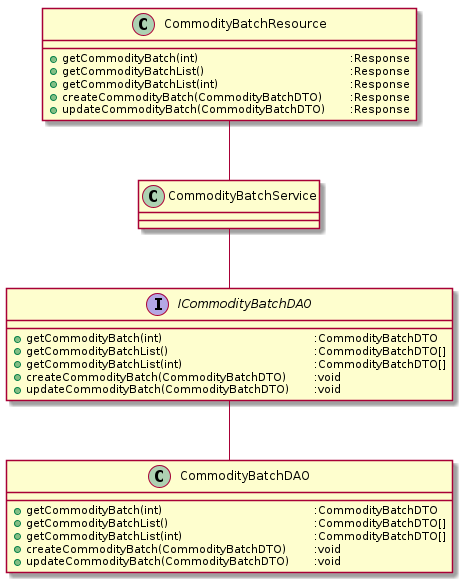 C CommodityBatchResource
getCommodityBatch(int) :Response
getCommodityBatchList() :Response
getCommodityBatchList(int) :Response
createCommodityBatch(CommodityBatchDTO) :Response
updateCommodityBatch(CommodityBatchDTO) :Response
C CommodityBatchService
I ICommodityBatchDAO
getCommodityBatch(int) :CommodityBatchDTO
getCommodityBatchList() :CommodityBatchDTO[]
getCommodityBatchList(int) :CommodityBatchDTO[]
createCommodityBatch(CommodityBatchDTO) :void
updateCommodityBatch(CommodityBatchDTO) :void
C CommodityBatchDAO
getCommodityBatch(int) :CommodityBatchDTO
getCommodityBatchList() :CommodityBatchDTO[]
getCommodityBatchList(int) :CommodityBatchDTO[]
createCommodityBatch(CommodityBatchDTO) :void
updateCommodityBatch(CommodityBatchDTO) :void